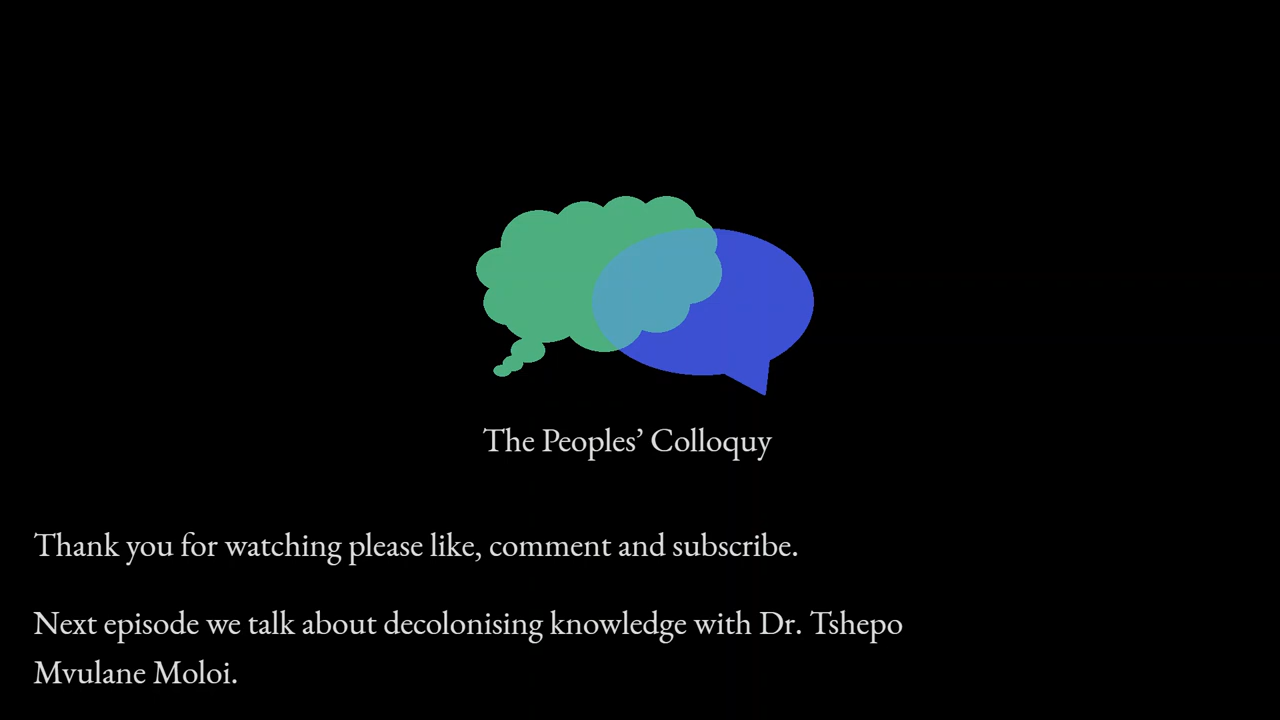 The Peoples’ Colloquy
Thank you for watching please like, comment and subscribe.
Next episode we talk about decolonising knowledge with Dr. Tshepo
Mvulane Moloi.